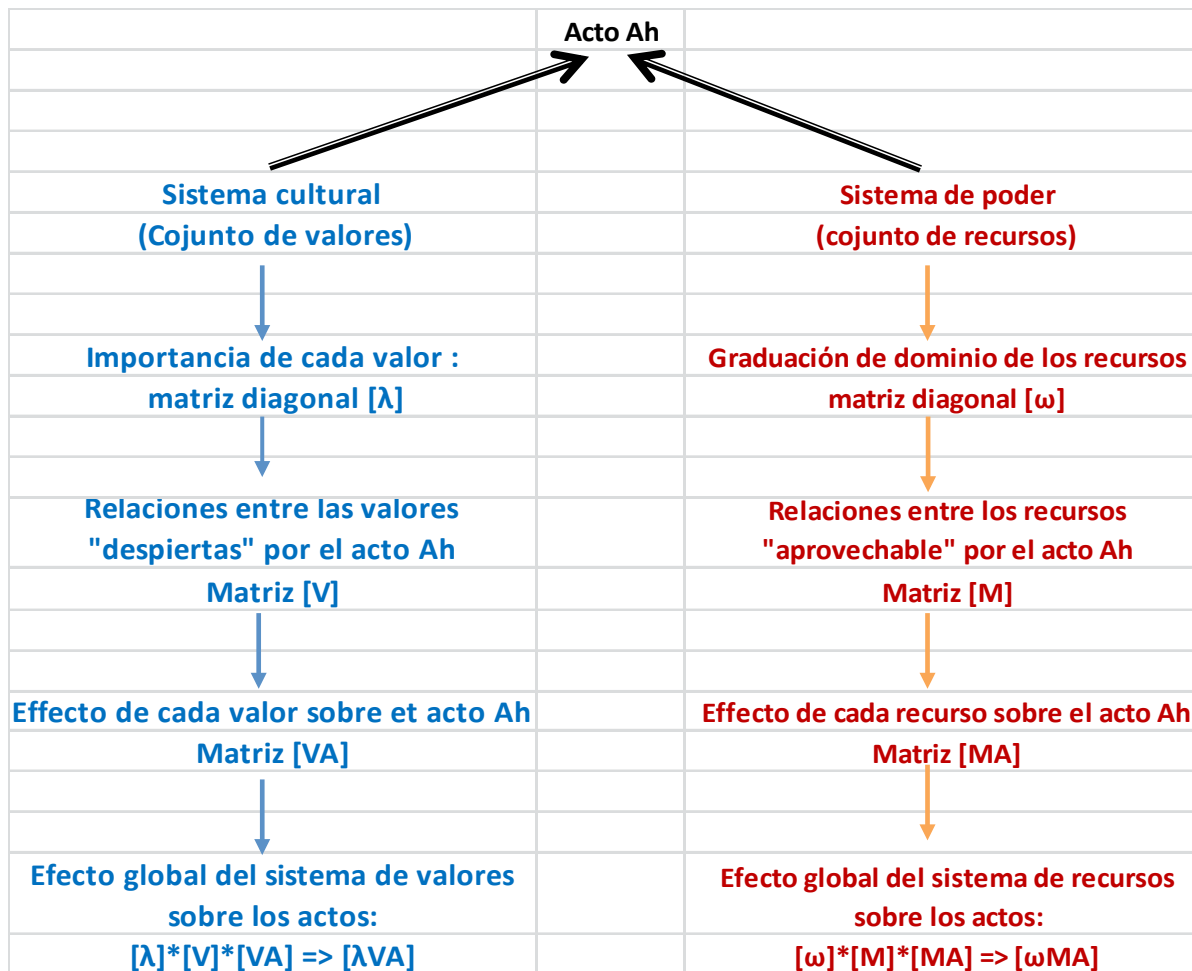 Acto Ah
Sistema cultural
(Cojunto de valores)
Importancia de cada valor :
matriz diagonal [λ]
Relaciones entre las valores
"despiertas" por el acto Ah
Matriz [V]
Effecto de cada valor sobre et acto Ah
Matriz [VA]
Efecto global del sistema de valores
sobre los actos:
[λ]*[V]*[VA] => [λVA]
Sistema de poder
(cojunto de recursos)
Graduación de dominio de los recursos
matriz diagonal [ω]
Relaciones entre los recursos
"aprovechable" por el acto Ah
Matriz [M]
Effecto de cada recurso sobre el acto Ah
Matriz [MA]
Efecto global del sistema de recursos
sobre los actos:
[ω]*[M]*[MA] => [ωMA]